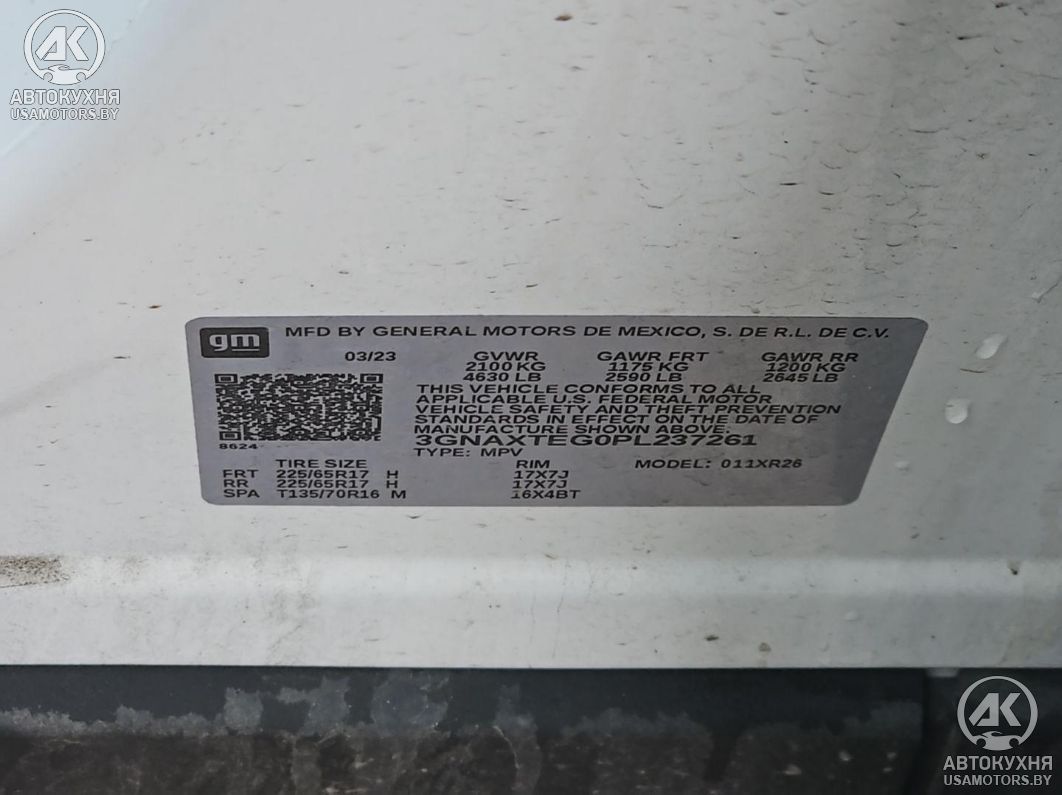 AK
АВТОКУХНЯ
USAMOTORS.BY
gm MFD BY GENERAL MOTORS DE MEXICO, S. DE R.L. DE C.V.
03/23 GVWR GAWR FRT GAWR RR
2100 KG 1175 KG 1200 KG
4630 LB 2590 LB 2645 LB
THIS VEHICLE CONFORMS TO ALL
APPLICABLE U.S. FEDERAL MOTOR
VEHICLE SAFETY AND THEFT PREVENTION
STANDARDS IN EFFECT ON THE DATE OF
MANUFACTURE SHOWN ABOVE.
8624 3GNAXTEG0PL237261
TYPE: MPV MODEL: 011XR26
TIRE SIZE RIM
FRT 225/65R17 H 17X7J
RR 225/65R17 H 17X7J
SPA T135/70R16 M 16X4BT
AK
АВТОКУХНЯ
USAMOTORS.BY